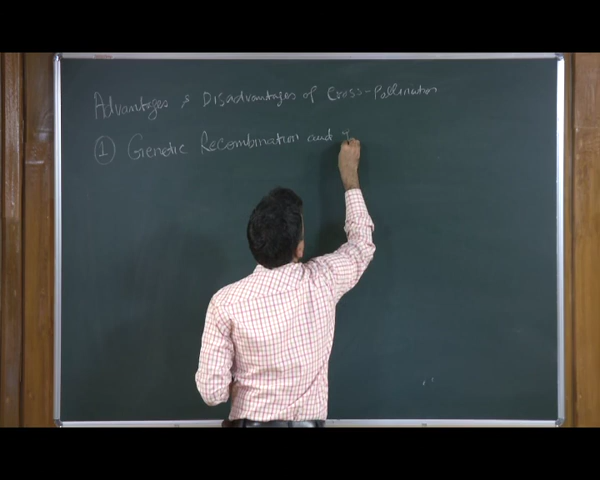 Advantages & Disadvantages of Cross-Pollination
① Genetic Recombination and